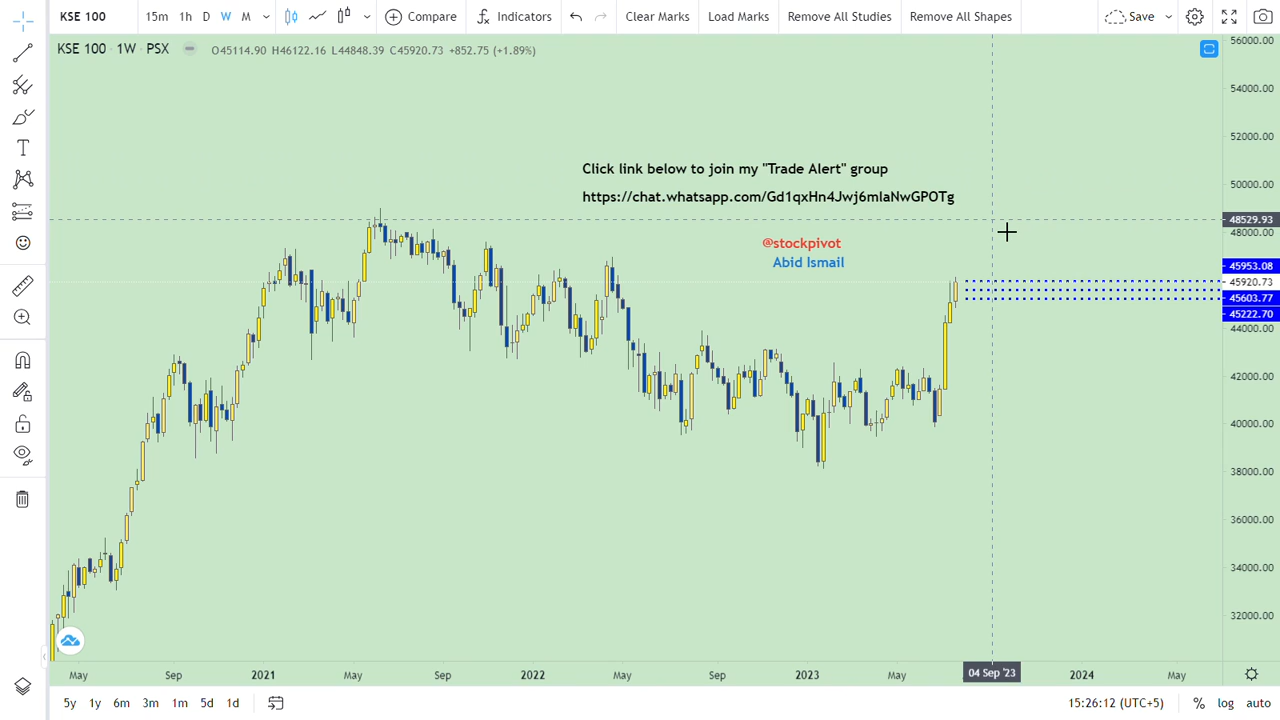 KSE 100 15m 1h D W M Compare Indicators Clear Marks Load Marks Remove All Studies Remove All Shapes Save
KSE 100 1W PSX O45114.90 H46122.16 L44848.39 C45920.73 +852.75 (+1.89%)
56000.00
54000.00
52000.00
Click link below to join my "Trade Alert" group
50000.00
https://chat.whatsapp.com/Gd1qxHn4Jwj6mlaNwGPOTg
48529.93
48000.00
@stockpivot
Abid Ismail
45953.08
45920.73
45603.77
45222.70
44000.00
42000.00
40000.00
38000.00
36000.00
34000.00
32000.00
May Sep 2021 May Sep 2022 May Sep 2023 May 04 Sep '23 2024 May
5y 1y 6m 3m 1m 5d 1d 15:26:12 (UTC+5) % log auto